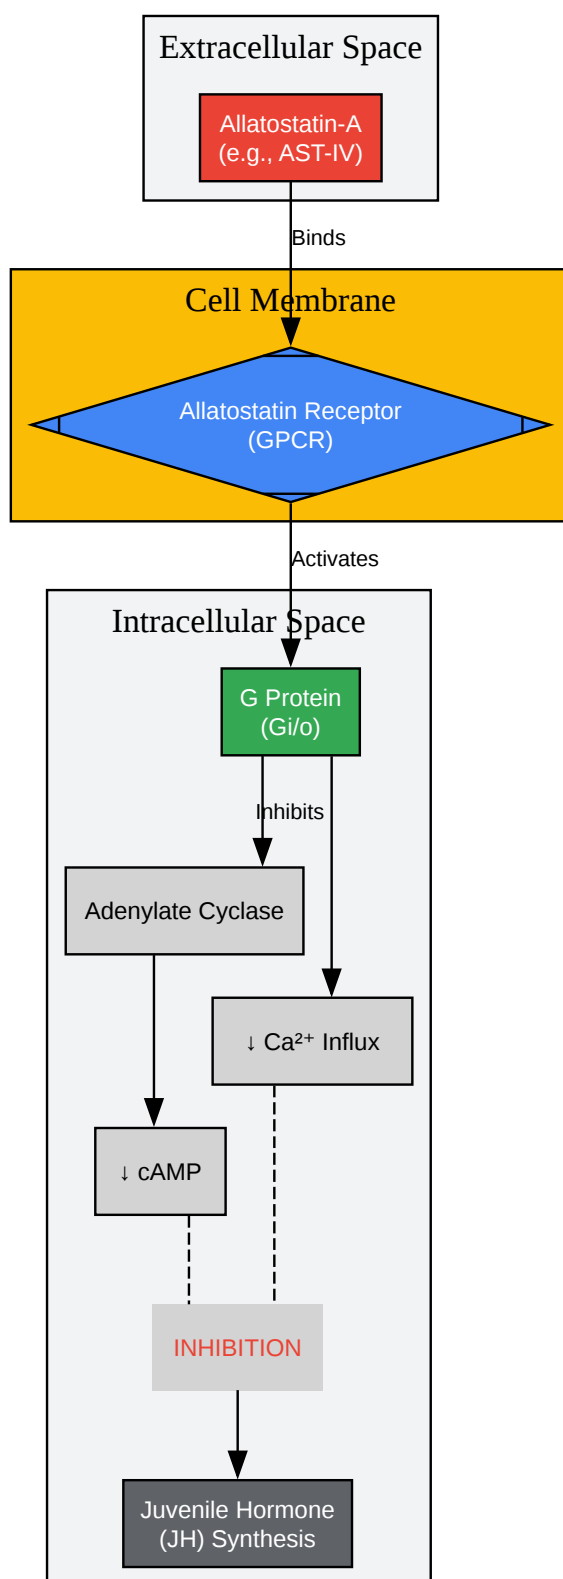 Extracellular Space
Allatostatin-A
(e.g., AST-IV)
Binds
Cell Membrane
Allatostatin Receptor
(GPCR)
Activates
Intracellular Space
G Protein
(Gi/o)
Inhibits
Adenylate Cyclase
↓ Ca²⁺ Influx
↓ cAMP
INHIBITION
Juvenile Hormone
(JH) Synthesis